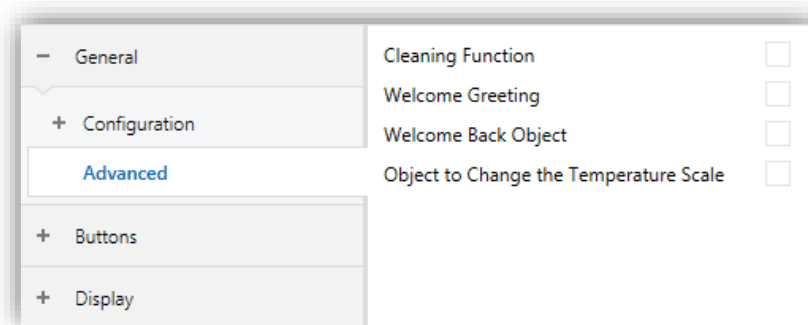 − General
+ Configuration
Advanced
+ Buttons
+ Display
Cleaning Function
Welcome Greeting
Welcome Back Object
Object to Change the Temperature Scale